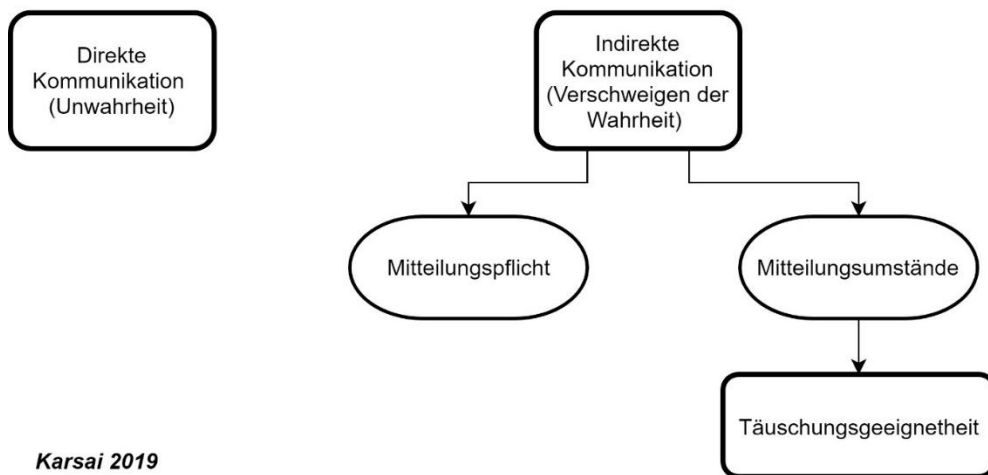 Direkte
Kommunikation
(Unwahrheit)
Indirekte
Kommunikation
(Verschweigen der
Wahrheit)
Mitteilungspflicht
Mitteilungsumstände
Täuschungsgeeignetheit
Karsai 2019